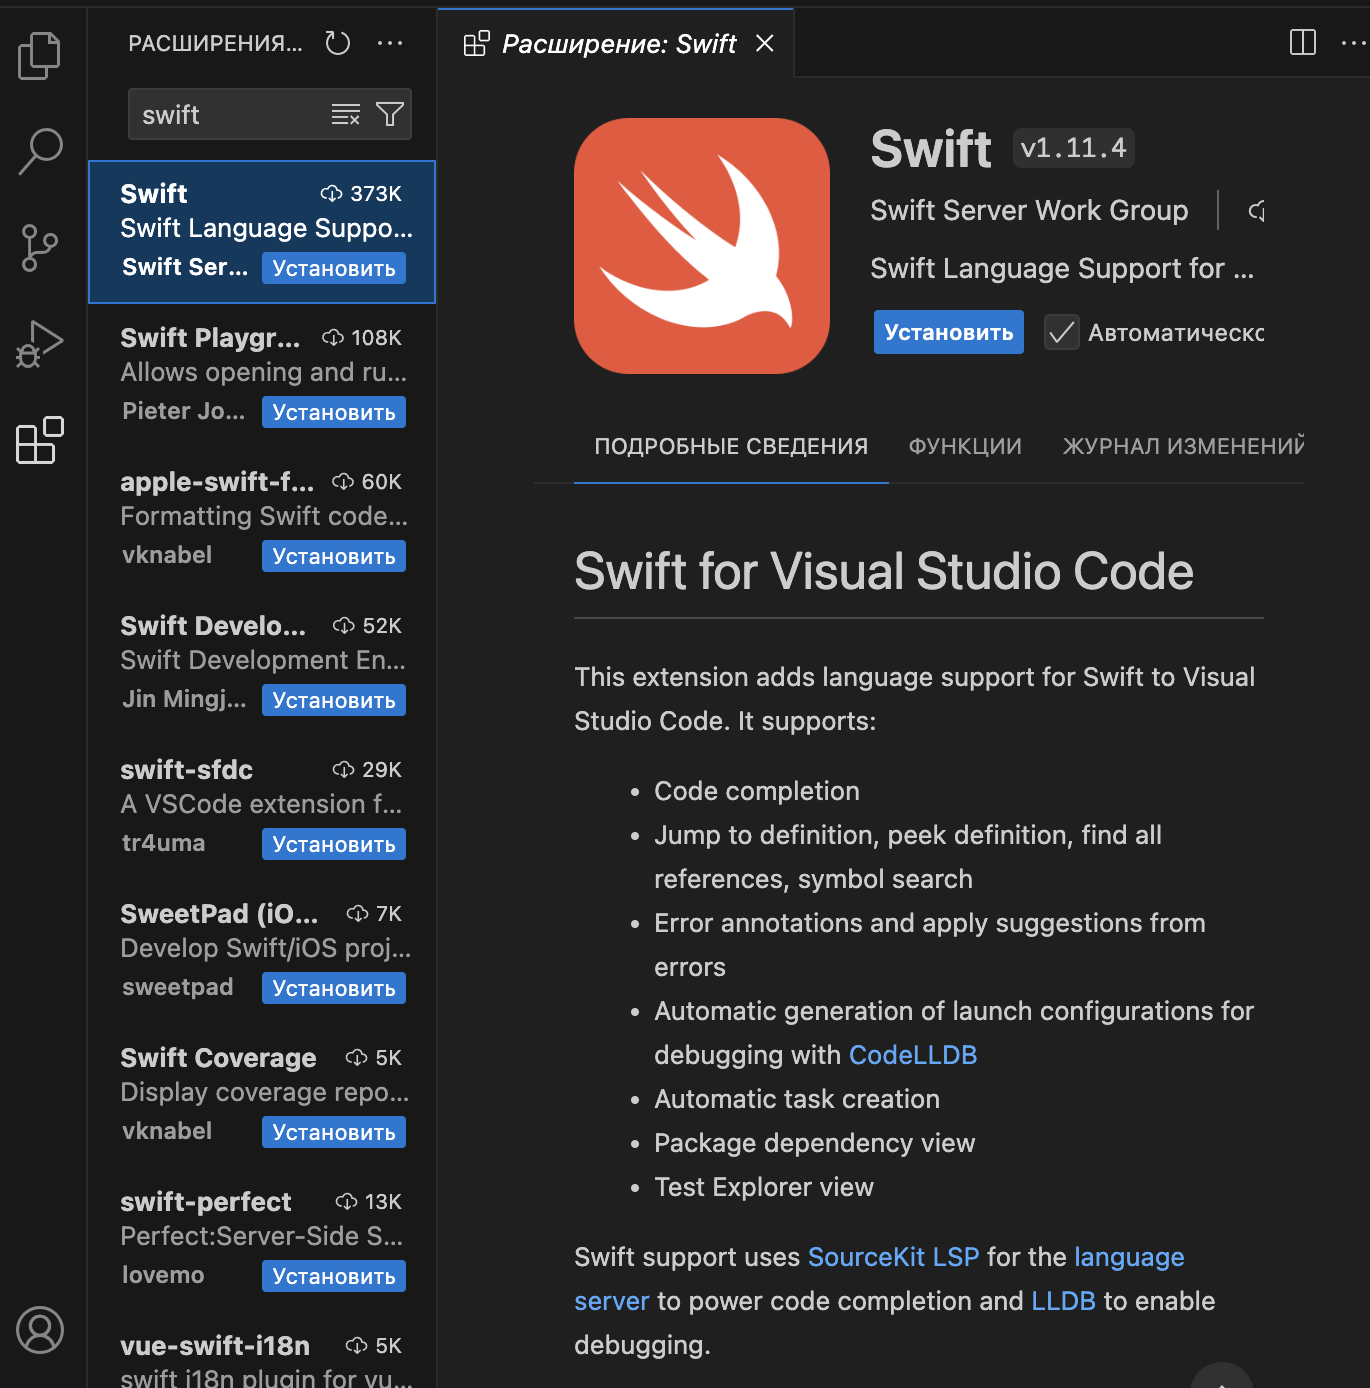 РАСШИРЕНИЯ...
swift
Swift 373K
Swift Language Suppo...
Swift Ser... Установить
Swift Playgr... 108K
Allows opening and ru...
Pieter Jo... Установить
apple-swift-f... 60K
Formatting Swift code...
vknabel Установить
Swift Develo... 52K
Swift Development En...
Jin Mingj... Установить
swift-sfdc 29K
A VSCode extension f...
tr4uma Установить
SweetPad (iO... 7K
Develop Swift/iOS proj...
sweetpad Установить
Swift Coverage 5K
Display coverage repo...
vknabel Установить
swift-perfect 13K
Perfect:Server-Side S...
lovemo Установить
vue-swift-i18n 5K
swift i18n plugin for vu...
Расширение: Swift
Swift v1.11.4
Swift Server Work Group
Swift Language Support for ...
Установить Автоматическо
ПОДРОБНЫЕ СВЕДЕНИЯ ФУНКЦИИ ЖУРНАЛ ИЗМЕНЕНИЙ
Swift for Visual Studio Code
This extension adds language support for Swift to Visual
Studio Code. It supports:
• Code completion
• Jump to definition, peek definition, find all
references, symbol search
• Error annotations and apply suggestions from
errors
• Automatic generation of launch configurations for
debugging with CodeLLDB
• Automatic task creation
• Package dependency view
• Test Explorer view
Swift support uses SourceKit LSP for the language
server to power code completion and LLDB to enable
debugging.